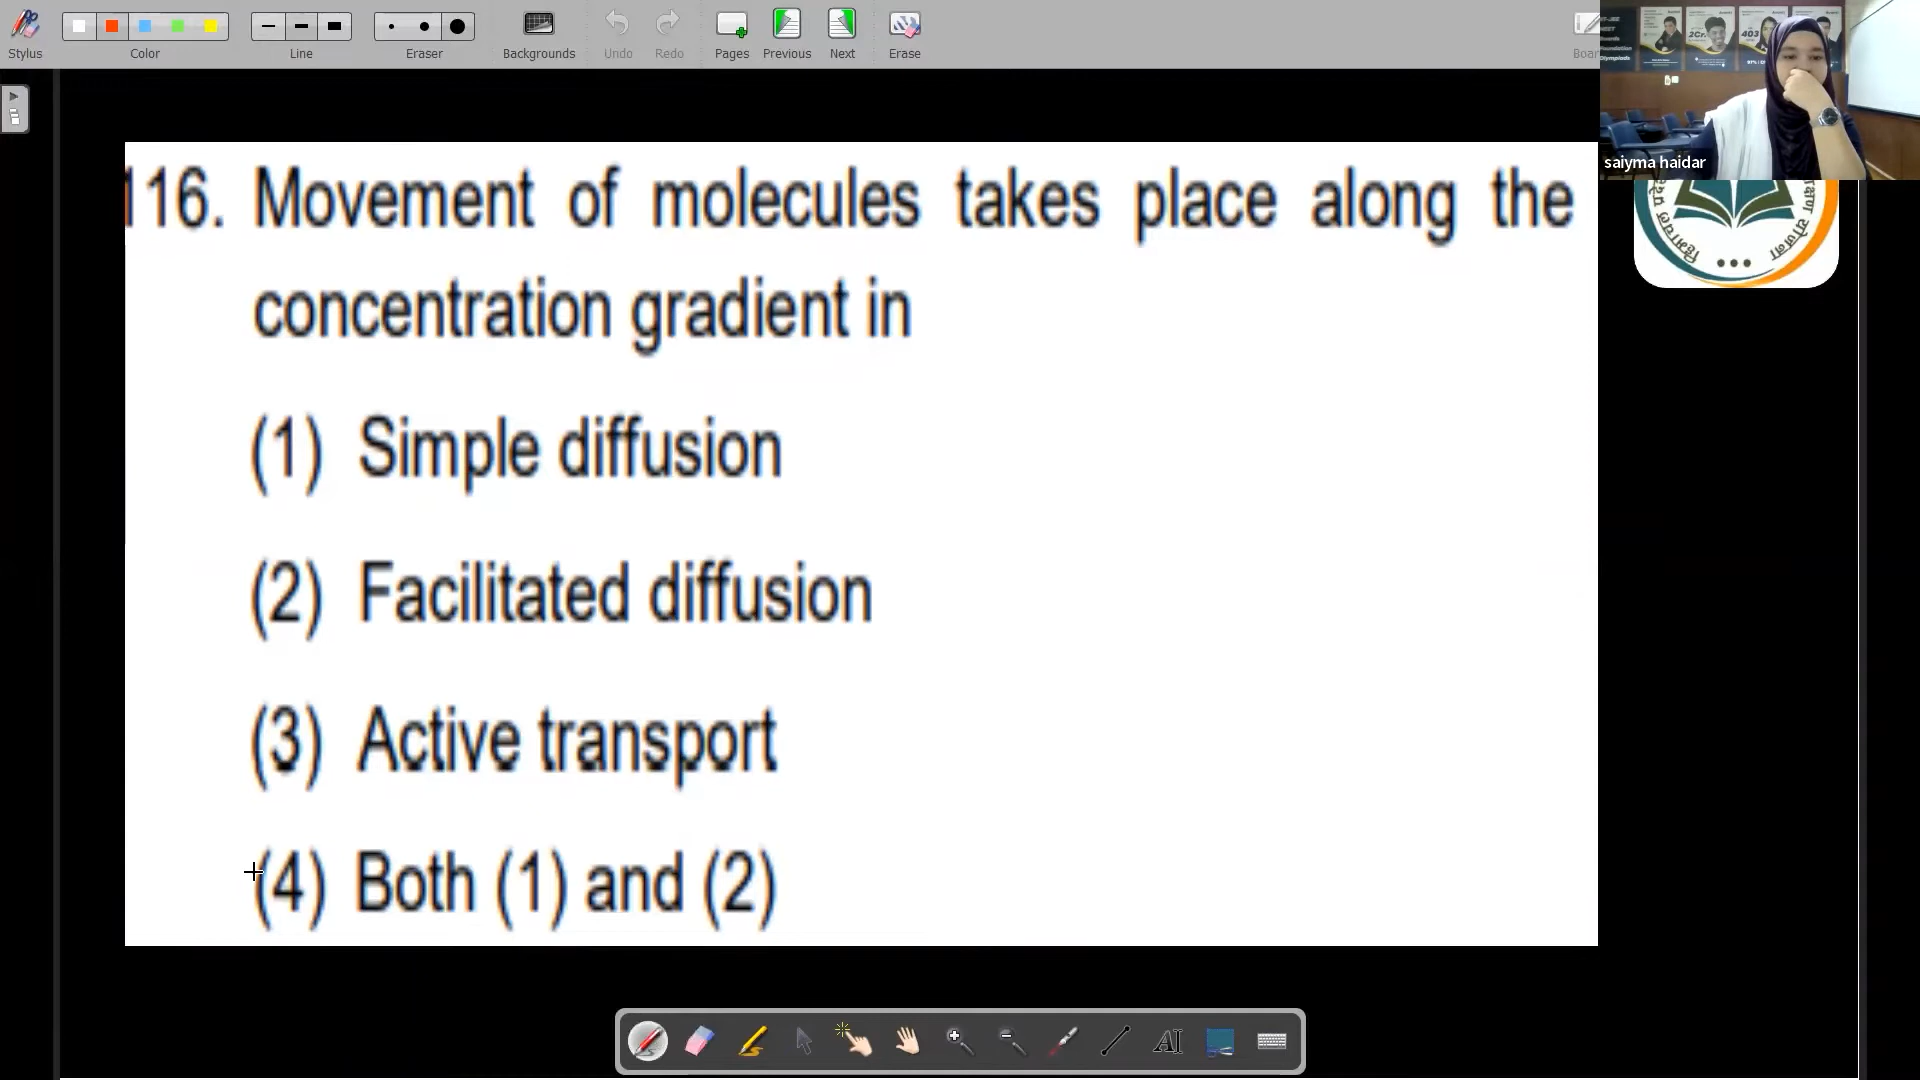 Stylus
Color
Line
Eraser
Backgrounds
Undo
Redo
Pages
Previous
Next
Erase
2Cr.
403
saiyma haidar
116. Movement of molecules takes place along the
concentration gradient in
(1) Simple diffusion
(2) Facilitated diffusion
(3) Active transport
(4) Both (1) and (2)